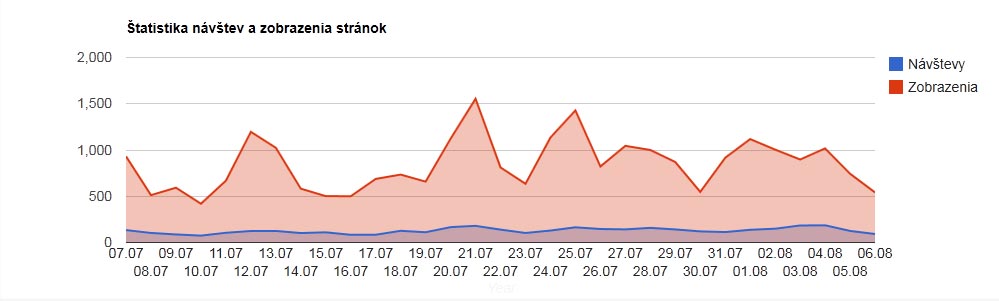 Štatistika návštev a zobrazenia stránok
2,000
1,500
1,000
500
0
Návštevy
Zobrazenia
07.07 09.07 11.07 13.07 15.07 17.07 19.07 21.07 23.07 25.07 27.07 29.07 31.07 02.08 04.08 06.08
08.07 10.07 12.07 14.07 16.07 18.07 20.07 22.07 24.07 26.07 28.07 30.07 01.08 03.08 05.08
Year